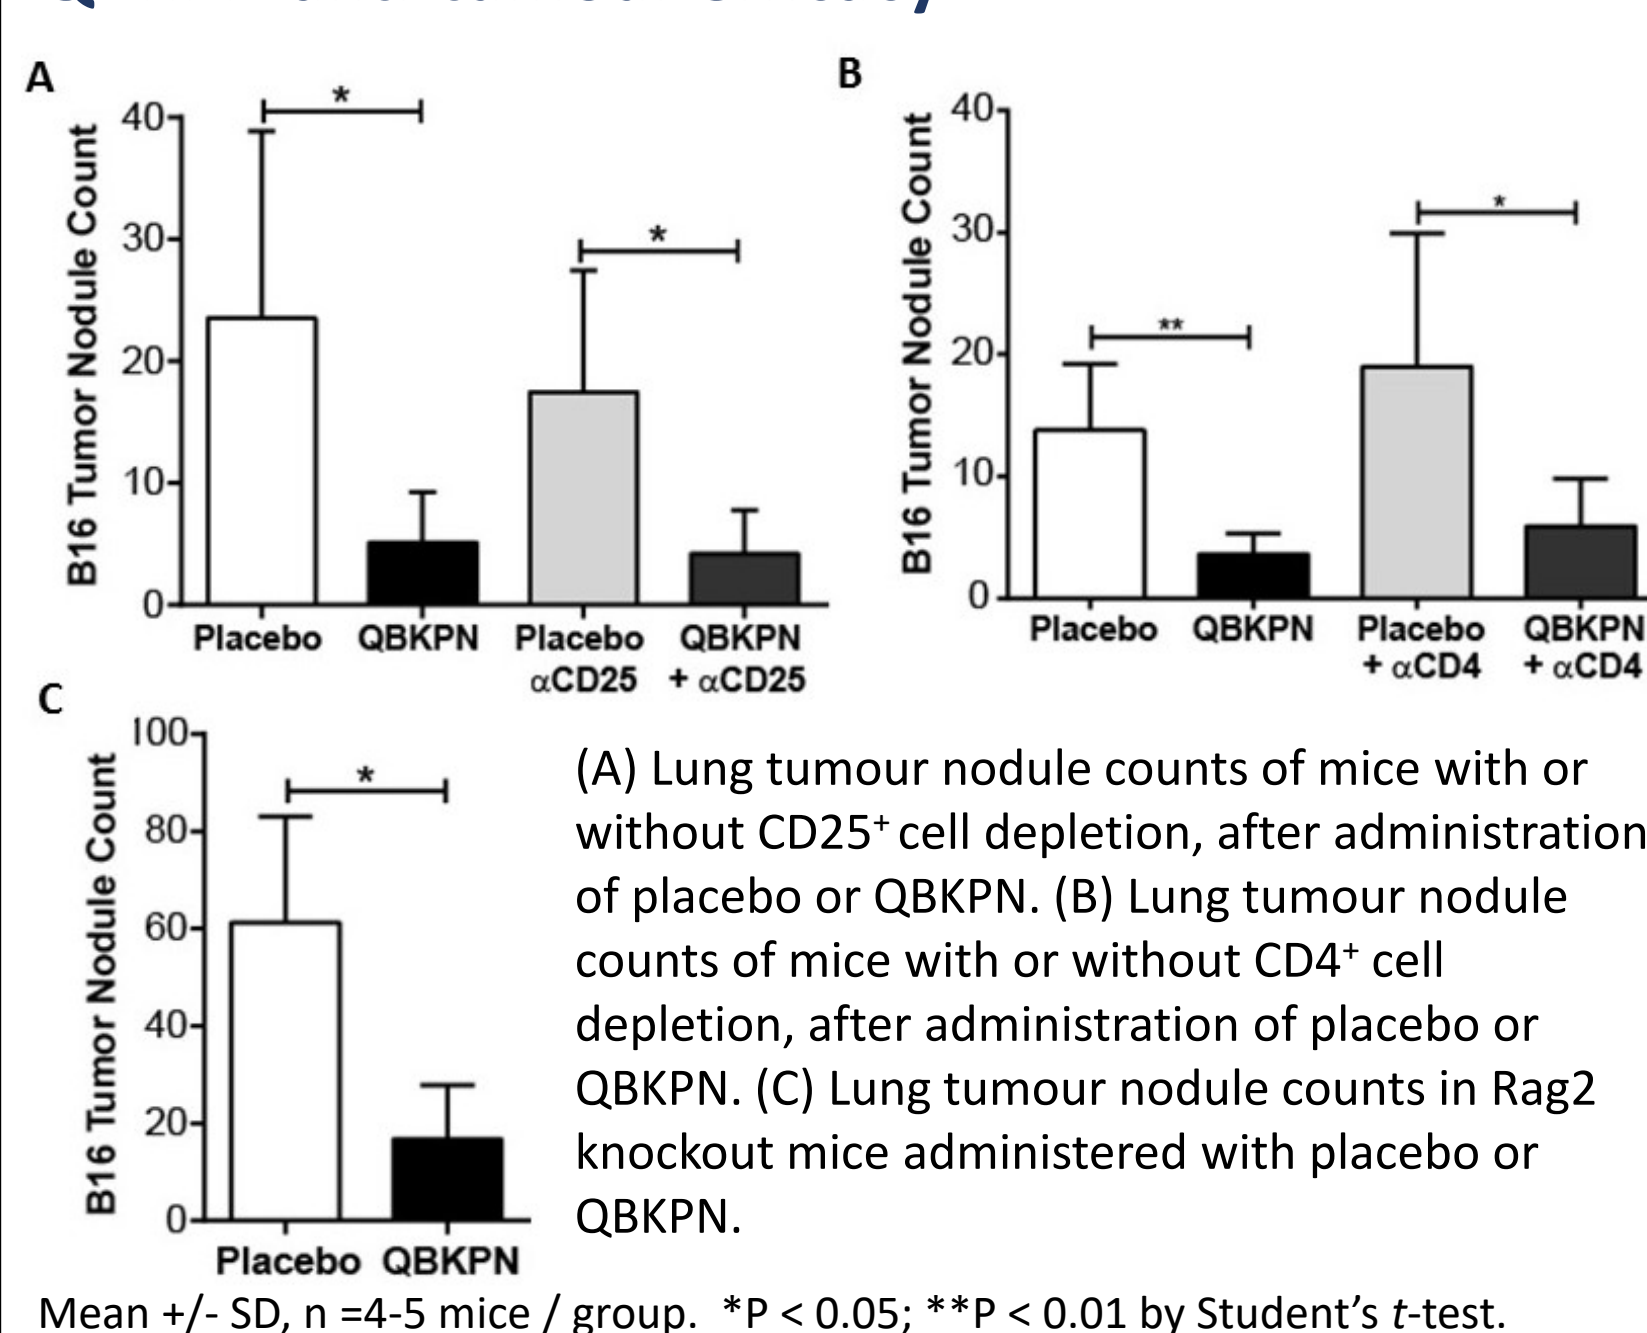 A
B16 Tumor Nodule Count
40
30
20
10
0
*
*
Placebo
QBKPN
Placebo
αCD25
QBKPN
+ αCD25
B
B16 Tumor Nodule Count
40
30
20
10
0
**
*
Placebo
QBKPN
Placebo
+ αCD4
QBKPN
+ αCD4
C
B16 Tumor Nodule Count
100
80
60
40
20
0
*
Placebo
QBKPN
(A) Lung tumour nodule counts of mice with or
without CD25⁺ cell depletion, after administration
of placebo or QBKPN. (B) Lung tumour nodule
counts of mice with or without CD4⁺ cell
depletion, after administration of placebo or
QBKPN. (C) Lung tumour nodule counts in Rag2
knockout mice administered with placebo or
QBKPN.
Mean +/- SD, n =4-5 mice / group. *P < 0.05; **P < 0.01 by Student’s t-test.